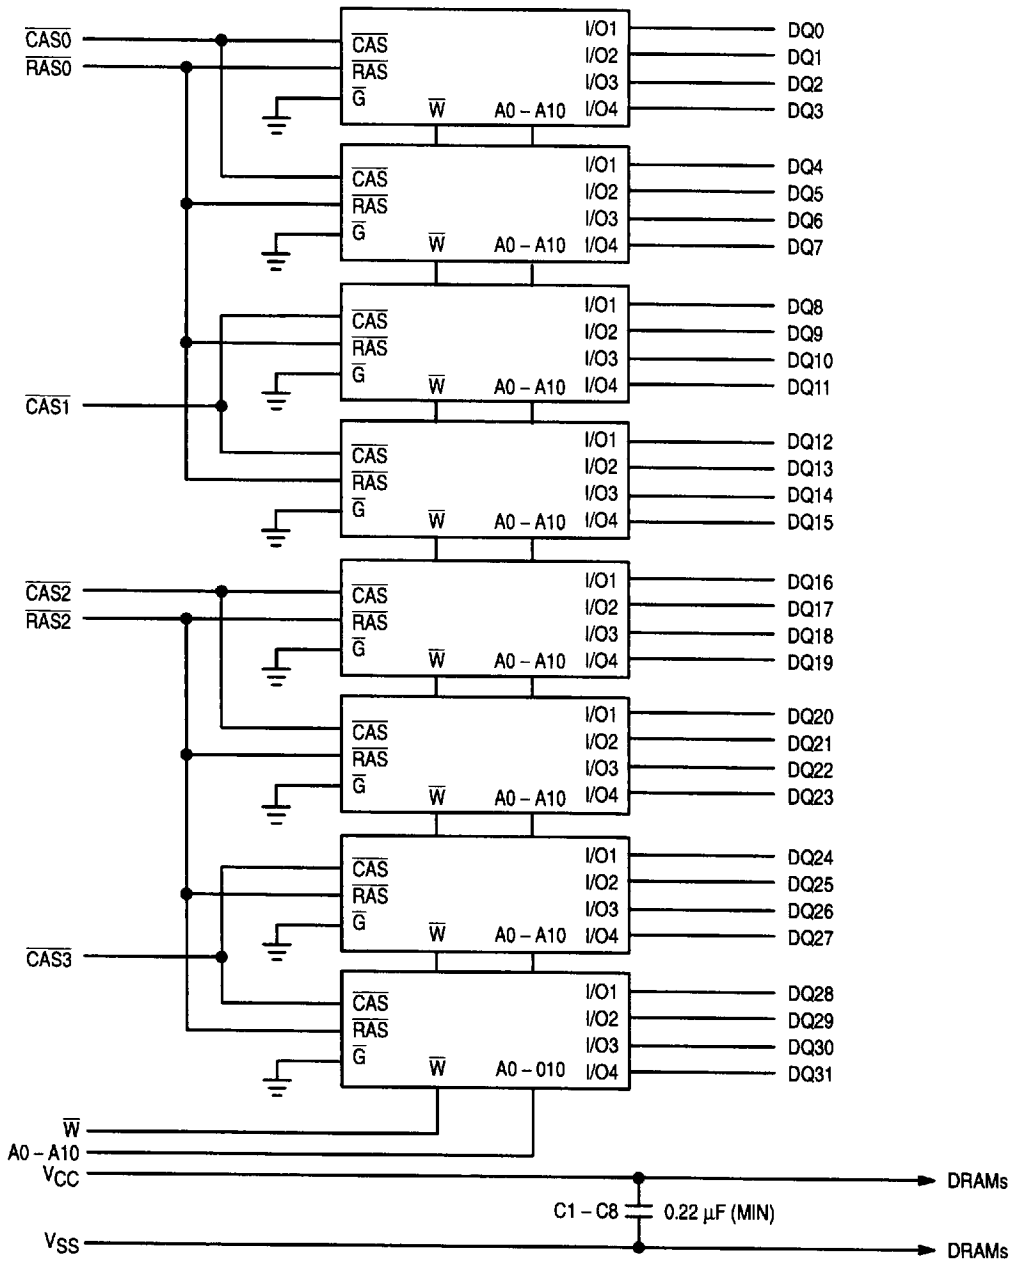 CAS0
RAS0
CAS
RAS
G
W
A0 – A10
I/O1
I/O2
I/O3
I/O4
DQ0
DQ1
DQ2
DQ3
CAS
RAS
G
W
A0 – A10
I/O1
I/O2
I/O3
I/O4
DQ4
DQ5
DQ6
DQ7
CAS1
CAS
RAS
G
W
A0 – A10
I/O1
I/O2
I/O3
I/O4
DQ8
DQ9
DQ10
DQ11
CAS
RAS
G
W
A0 – A10
I/O1
I/O2
I/O3
I/O4
DQ12
DQ13
DQ14
DQ15
CAS2
RAS2
CAS
RAS
G
W
A0 – A10
I/O1
I/O2
I/O3
I/O4
DQ16
DQ17
DQ18
DQ19
CAS
RAS
G
W
A0 – A10
I/O1
I/O2
I/O3
I/O4
DQ20
DQ21
DQ22
DQ23
CAS3
CAS
RAS
G
W
A0 – A10
I/O1
I/O2
I/O3
I/O4
DQ24
DQ25
DQ26
DQ27
CAS
RAS
G
W
A0 – 010
I/O1
I/O2
I/O3
I/O4
DQ28
DQ29
DQ30
DQ31
W
A0 – A10
VCC
DRAMs
C1 – C8
0.22 µF (MIN)
VSS
DRAMs